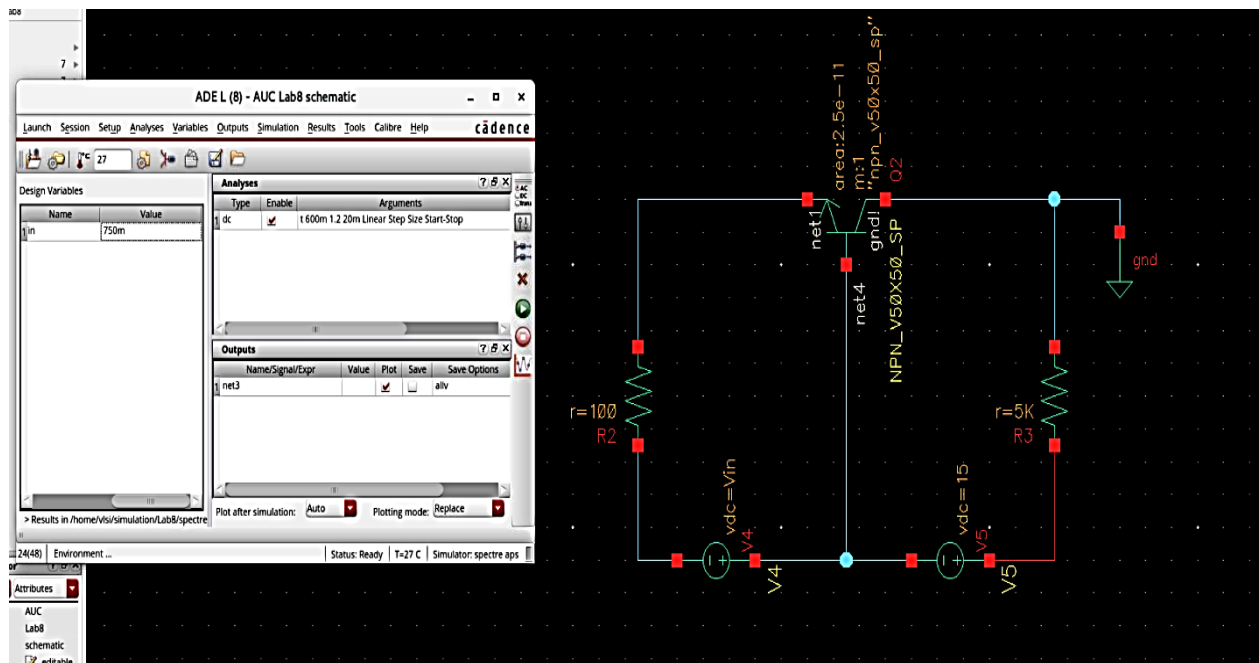 lab8
7
ADE L (8) - AUC Lab8 schematic
Launch Session Setup Analyses Variables Outputs Simulation Results Tools Calibre Help cādence
27
Design Variables
Name Value
1 in 750m
Analyses
Type Enable Arguments
1 dc t 600m 1.2 20m Linear Step Size Start-Stop
AC
DC
Trans
Outputs
Name/Signal/Expr Value Plot Save Save Options
1 net3 allv
Plot after simulation: Auto Plotting mode: Replace
> Results in /home/vlsi/simulation/Lab8/spectre
24(48) Environment ... Status: Ready T=27 C Simulator: spectre aps
Attributes
AUC
Lab8
schematic
editable
area:2.5e-11
m:1
"npn_v50x50_sp"
Q2
net1
gnd!
net4
NPN_V50X50_SP
gnd
r=100
R2
r=5K
R3
vdc=Vin
V4
V4
vdc=15
V5
V5